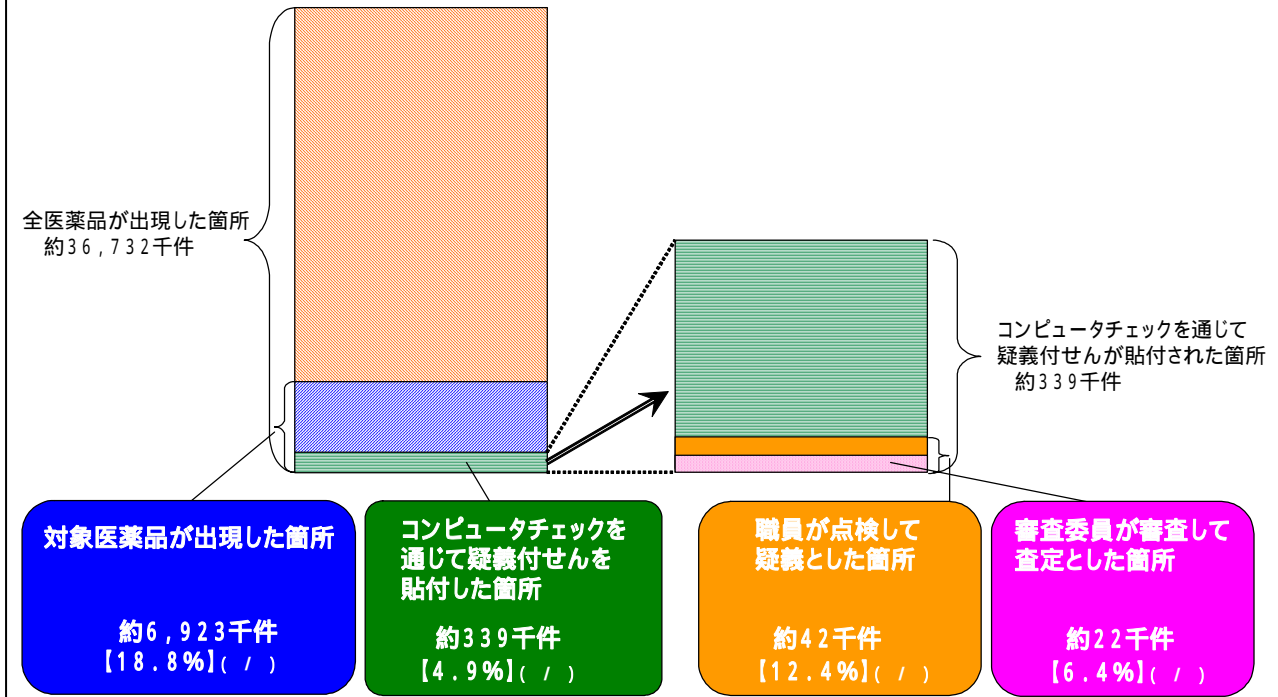 全医薬品が出現した箇所
約36,732千件
コンピュータチェックを通じて
疑義付せんが貼付された箇所
約339千件
対象医薬品が出現した箇所
約6,923千件
【18.8%】( / )
コンピュータチェックを
通じて疑義付せんを
貼付した箇所
約339千件
【4.9%】( / )
職員が点検して
疑義とした箇所
約42千件
【12.4%】( / )
審査委員が審査して
査定とした箇所
約22千件
【6.4%】( / )